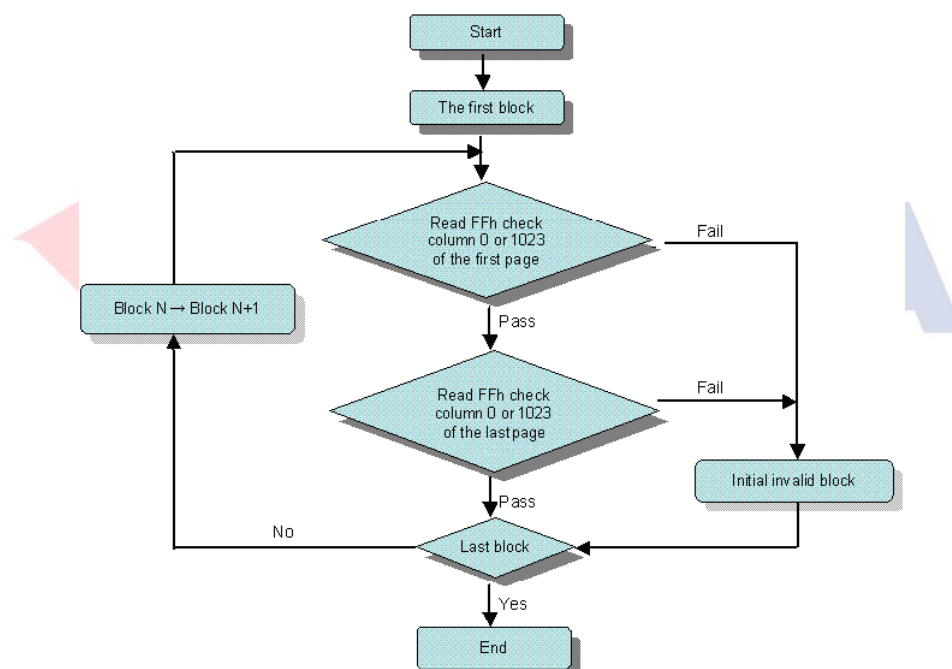 Start
The first block
Read FFh check
column 0 or 1023
of the first page
Fail
Block N → Block N+1
Pass
Read FFh check
column 0 or 1023
of the last page
Fail
Initial invalid block
Pass
No
Last block
Yes
End